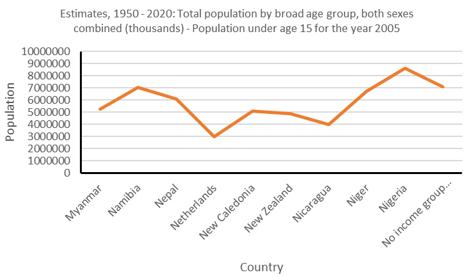 Estimates, 1950 - 2020: Total population by broad age group, both sexes
combined (thousands) - Population under age 15 for the year 2005
10000000
9000000
8000000
7000000
6000000
5000000
4000000
3000000
2000000
1000000
0
Population
Myanmar
Namibia
Nepal
Netherlands
New Caledonia
New Zealand
Nicaragua
Niger
Nigeria
No income group...
Country